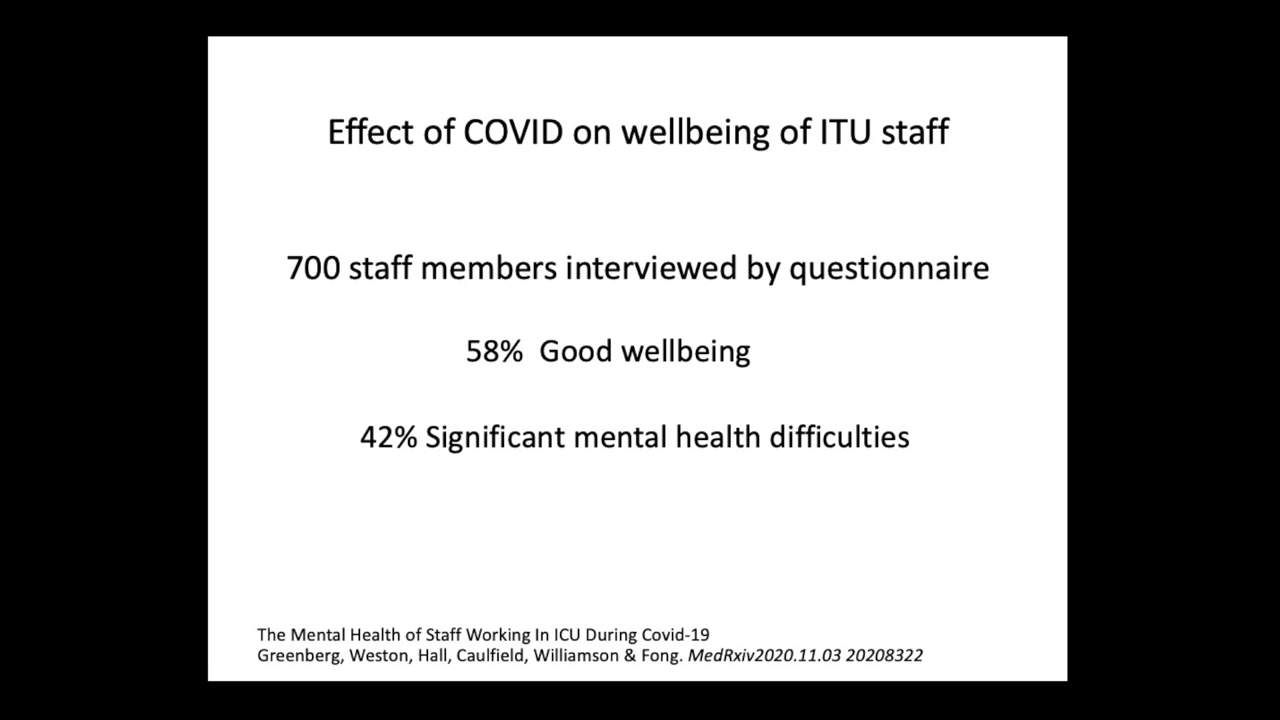 Effect of COVID on wellbeing of ITU staff
700 staff members interviewed by questionnaire
58% Good wellbeing
42% Significant mental health difficulties
The Mental Health of Staff Working In ICU During Covid-19
Greenberg, Weston, Hall, Caulfield, Williamson & Fong. MedRxiv2020.11.03 20208322